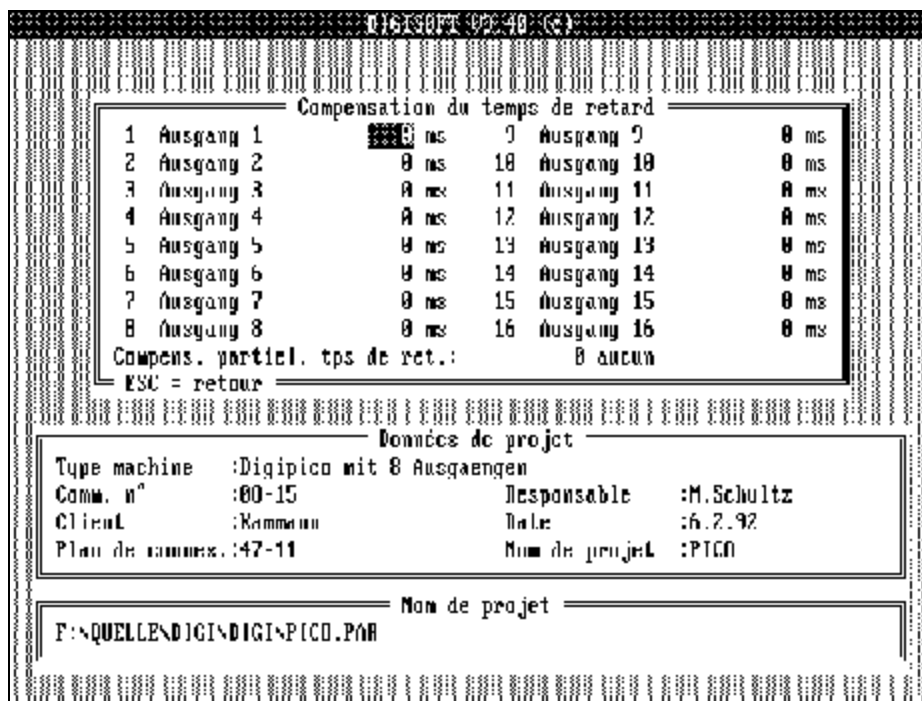 DIGISOFT V3.40 (c)
Compensation du temps de retard
1 Ausgang 1 0 ms 9 Ausgang 9 0 ms
2 Ausgang 2 0 ms 10 Ausgang 10 0 ms
3 Ausgang 3 0 ms 11 Ausgang 11 0 ms
4 Ausgang 4 0 ms 12 Ausgang 12 0 ms
5 Ausgang 5 0 ms 13 Ausgang 13 0 ms
6 Ausgang 6 0 ms 14 Ausgang 14 0 ms
7 Ausgang 7 0 ms 15 Ausgang 15 0 ms
8 Ausgang 8 0 ms 16 Ausgang 16 0 ms
Compens. partiel. tps de ret.: 0 aucun
ESC = retour
Données de projet
Type machine :Digipico mit 8 Ausgaengen
Comm. n° :00-15 Responsable :M.Schultz
Client :Kammann Date :6.2.92
Plan de connex.:47-11 Nom de projet :PICO
Nom de projet
F:\QUELLE\DIGI\DIGI\PICO.PAR